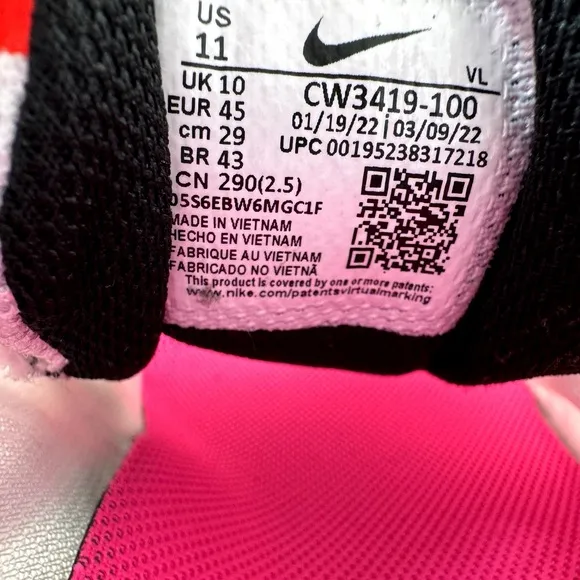 US
11
VL
UK 10
EUR 45
cm 29
BR 43
CN 290(2.5)
CW3419-100
01/19/22 | 03/09/22
UPC 00195238317218
05S6EBW6MGC1F
MADE IN VIETNAM
HECHO EN VIETNAM
FABRIQUE AU VIETNAM
FABRICADO NO VIETNÃ
This product is covered by one or more patents:
www.nike.com/patentsvirtualmarking